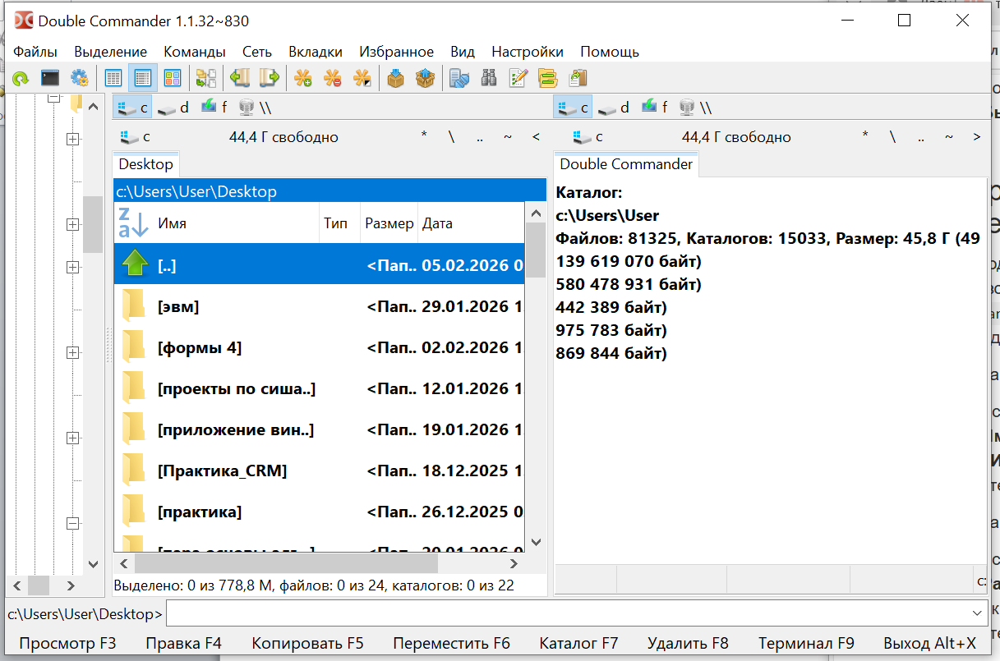 Double Commander 1.1.32~830
Файлы Выделение Команды Сеть Вкладки Избранное Вид Настройки Помощь
c d f \\
c 44,4 Г свободно * \ .. ~ <
Desktop
c:\Users\User\Desktop
Имя Тип Размер Дата
[..] <Пап.. 05.02.2026 0
[эвм] <Пап.. 29.01.2026 1
[формы 4] <Пап.. 02.02.2026 1
[проекты по сиша..] <Пап.. 12.01.2026 1
[приложение вин..] <Пап.. 19.01.2026 1
[Практика_CRM] <Пап.. 18.12.2025 1
[практика] <Пап.. 26.12.2025 0
Выделено: 0 из 778,8 М, файлов: 0 из 24, каталогов: 0 из 22
c d f \\
c 44,4 Г свободно * \ .. ~ >
Double Commander
Каталог:
c:\Users\User
Файлов: 81325, Каталогов: 15033, Размер: 45,8 Г (49
139 619 070 байт)
580 478 931 байт)
442 389 байт)
975 783 байт)
869 844 байт)
c:
c:\Users\User\Desktop>
Просмотр F3 Правка F4 Копировать F5 Переместить F6 Каталог F7 Удалить F8 Терминал F9 Выход Alt+X